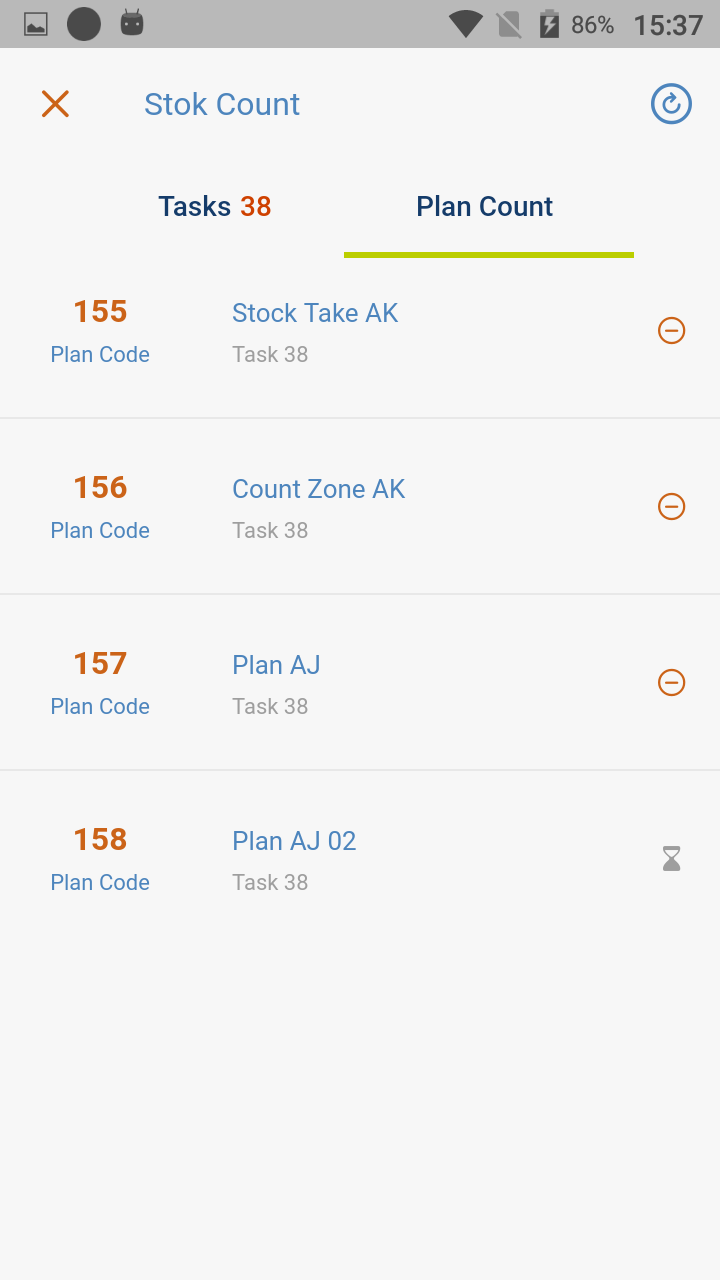 86% 15:37
Stok Count
Tasks 38 Plan Count
155 Stock Take AK
Plan Code Task 38
156 Count Zone AK
Plan Code Task 38
157 Plan AJ
Plan Code Task 38
158 Plan AJ 02
Plan Code Task 38